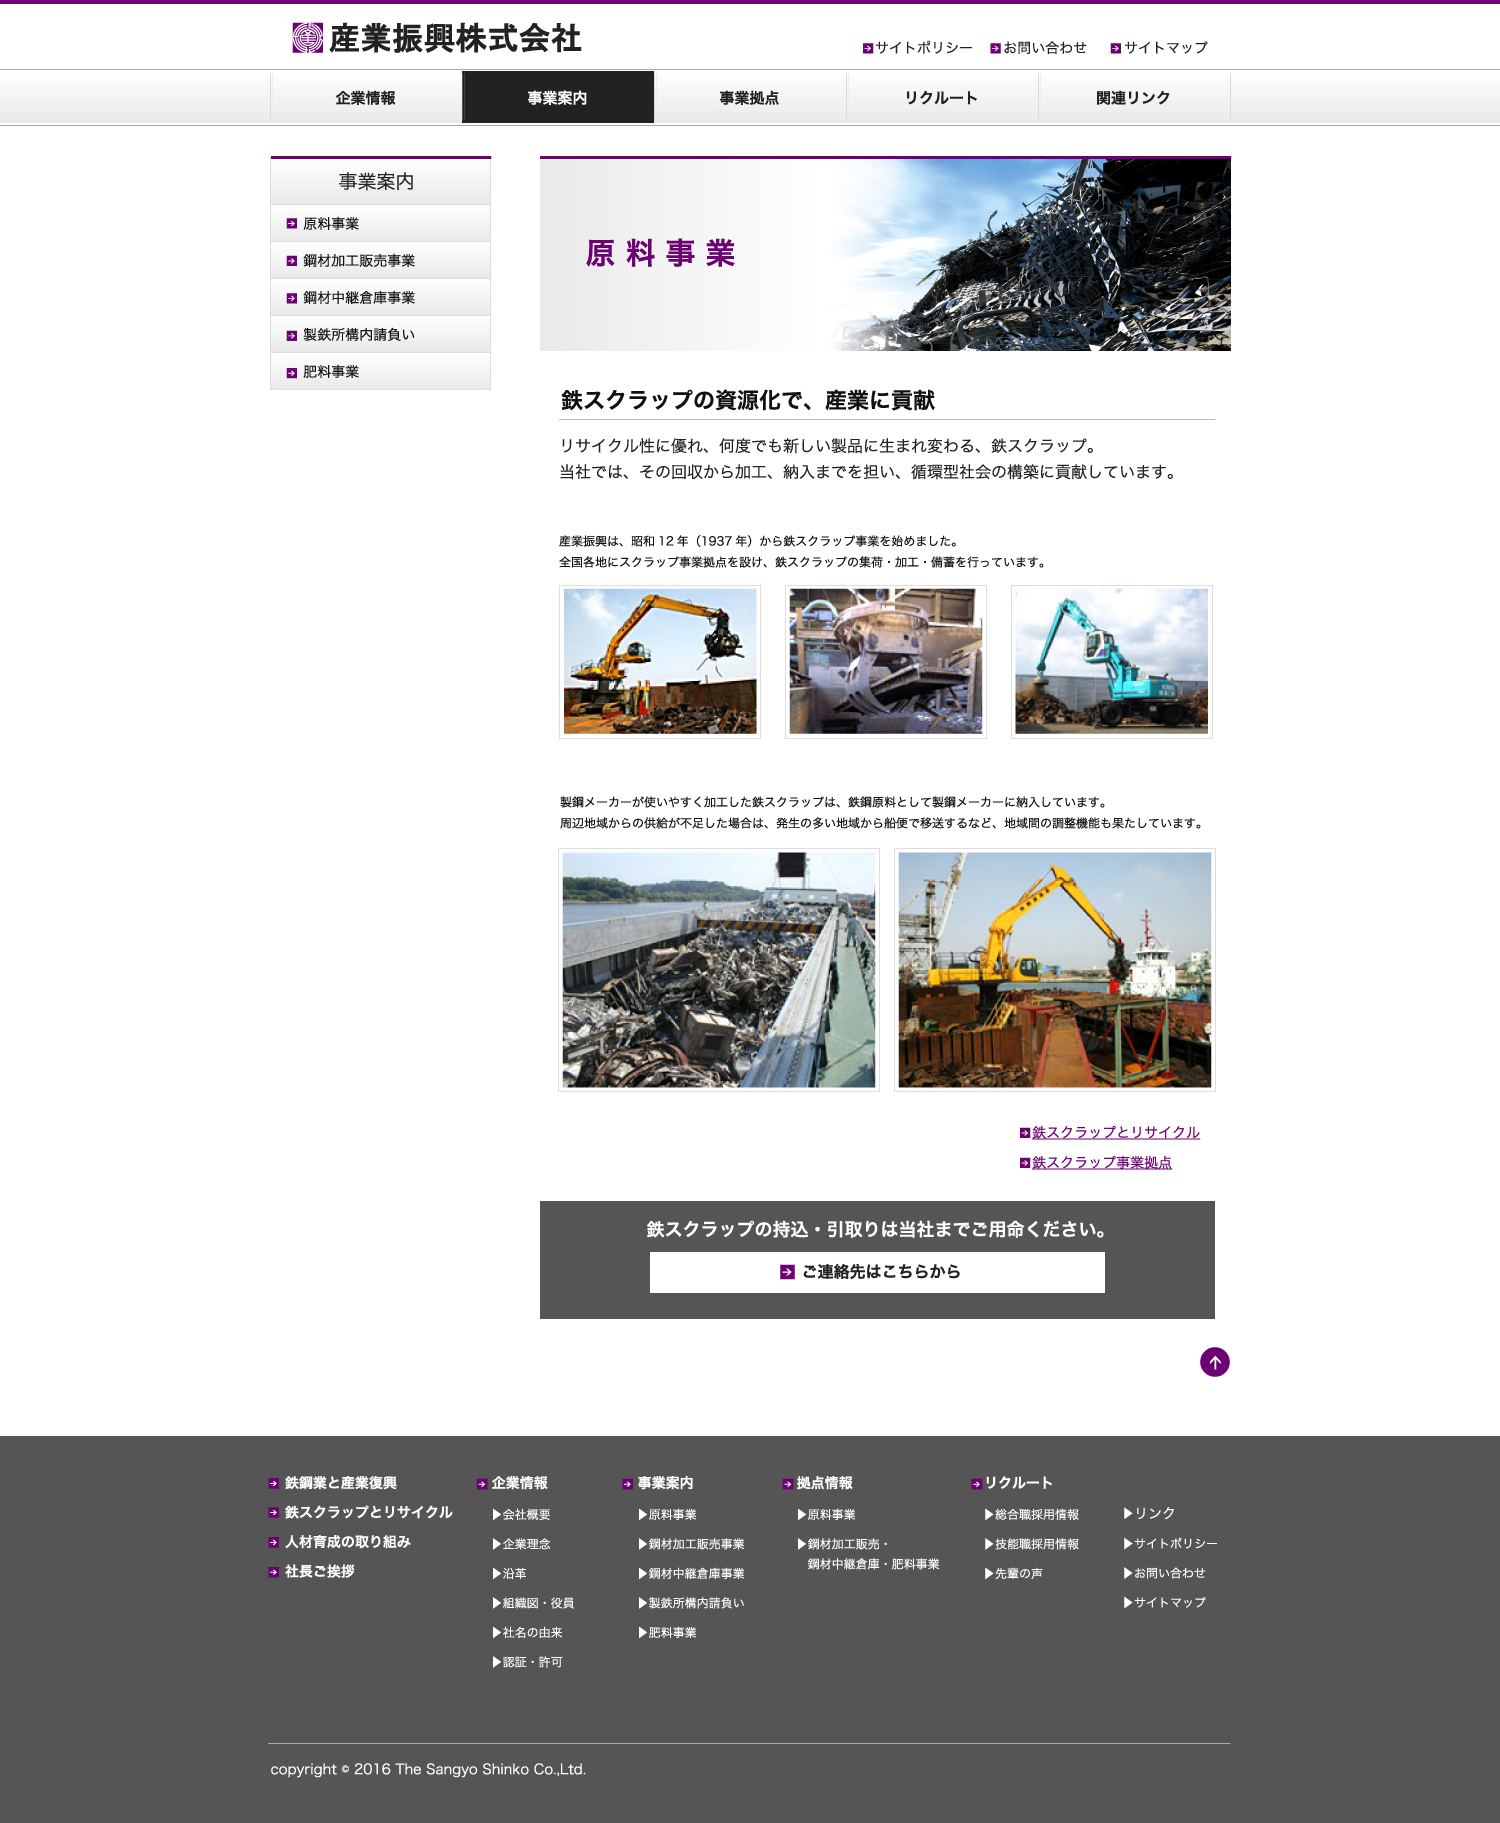 産業振興株式会社
サイトポリシー お問い合わせ サイトマップ
企業情報 事業案内 事業拠点 リクルート 関連リンク
事業案内
原料事業
鋼材加工販売事業
鋼材中継倉庫事業
製鉄所構内請負い
肥料事業
原料事業
鉄スクラップの資源化で、産業に貢献
リサイクル性に優れ、何度でも新しい製品に生まれ変わる、鉄スクラップ。
当社では、その回収から加工、納入までを担い、循環型社会の構築に貢献しています。
産業振興は、昭和 12 年（1937 年）から鉄スクラップ事業を始めました。
全国各地にスクラップ事業拠点を設け、鉄スクラップの集荷・加工・備蓄を行っています。
製鋼メーカーが使いやすく加工した鉄スクラップは、鉄鋼原料として製鋼メーカーに納入しています。
周辺地域からの供給が不足した場合は、発生の多い地域から船便で移送するなど、地域間の調整機能も果たしています。
鉄スクラップとリサイクル
鉄スクラップ事業拠点
鉄スクラップの持込・引取りは当社までご用命ください。
ご連絡先はこちらから
鉄鋼業と産業復興
鉄スクラップとリサイクル
人材育成の取り組み
社長ご挨拶
企業情報
▶会社概要
▶企業理念
▶沿革
▶組織図・役員
▶社名の由来
▶認証・許可
事業案内
▶原料事業
▶鋼材加工販売事業
▶鋼材中継倉庫事業
▶製鉄所構内請負い
▶肥料事業
拠点情報
▶原料事業
▶鋼材加工販売・
鋼材中継倉庫・肥料事業
リクルート
▶総合職採用情報
▶技能職採用情報
▶先輩の声
▶リンク
▶サイトポリシー
▶お問い合わせ
▶サイトマップ
copyright © 2016 The Sangyo Shinko Co.,Ltd.